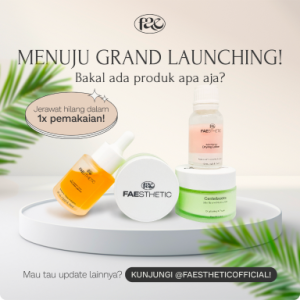 MENUJU GRAND LAUNCHING!
Bakal ada produk apa aja?
Jerawat hilang dalam
1x pemakaian!
FAESTHETIC
FAESTHETIC
FAESTHETIC
Mau tau update lainnya? KUNJUNGI @FAESTHETICOFFICIAL!